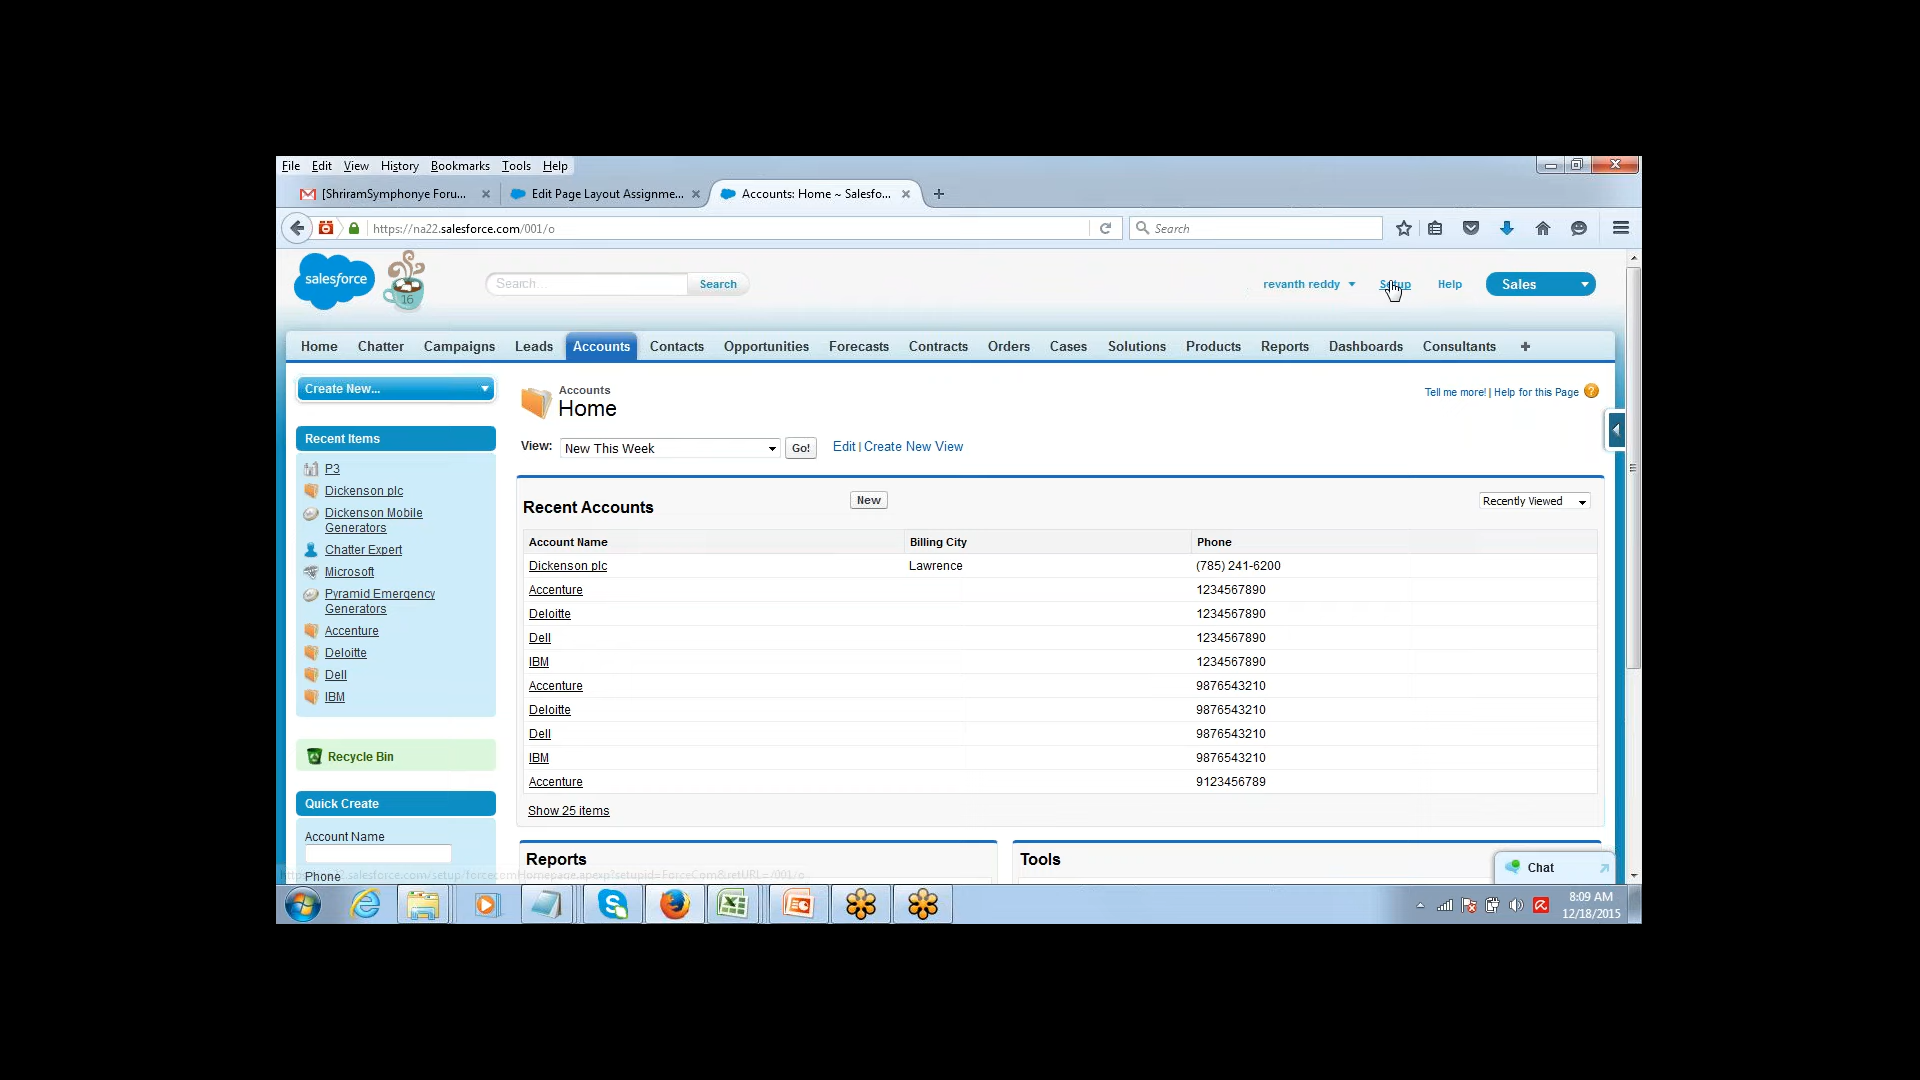 File Edit View History Bookmarks Tools Help
[ShriramSymphonye Foru... Edit Page Layout Assignme... Accounts: Home ~ Salesfo...
https://na22.salesforce.com/001/o Search
salesforce 16 Search... Search revanth reddy Setup Help Sales
Home Chatter Campaigns Leads Accounts Contacts Opportunities Forecasts Contracts Orders Cases Solutions Products Reports Dashboards Consultants +
Create New...
Recent Items
P3
Dickenson plc
Dickenson Mobile
Generators
Chatter Expert
Microsoft
Pyramid Emergency
Generators
Accenture
Deloitte
Dell
IBM
Recycle Bin
Quick Create
Account Name
Phone
Accounts
Home
Tell me more! | Help for this Page ?
View: New This Week Go! Edit | Create New View
Recent Accounts New Recently Viewed
Account Name Billing City Phone
Dickenson plc Lawrence (785) 241-6200
Accenture 1234567890
Deloitte 1234567890
Dell 1234567890
IBM 1234567890
Accenture 9876543210
Deloitte 9876543210
Dell 9876543210
IBM 9876543210
Accenture 9123456789
Show 25 items
Reports Tools
Chat
8:09 AM
12/18/2015